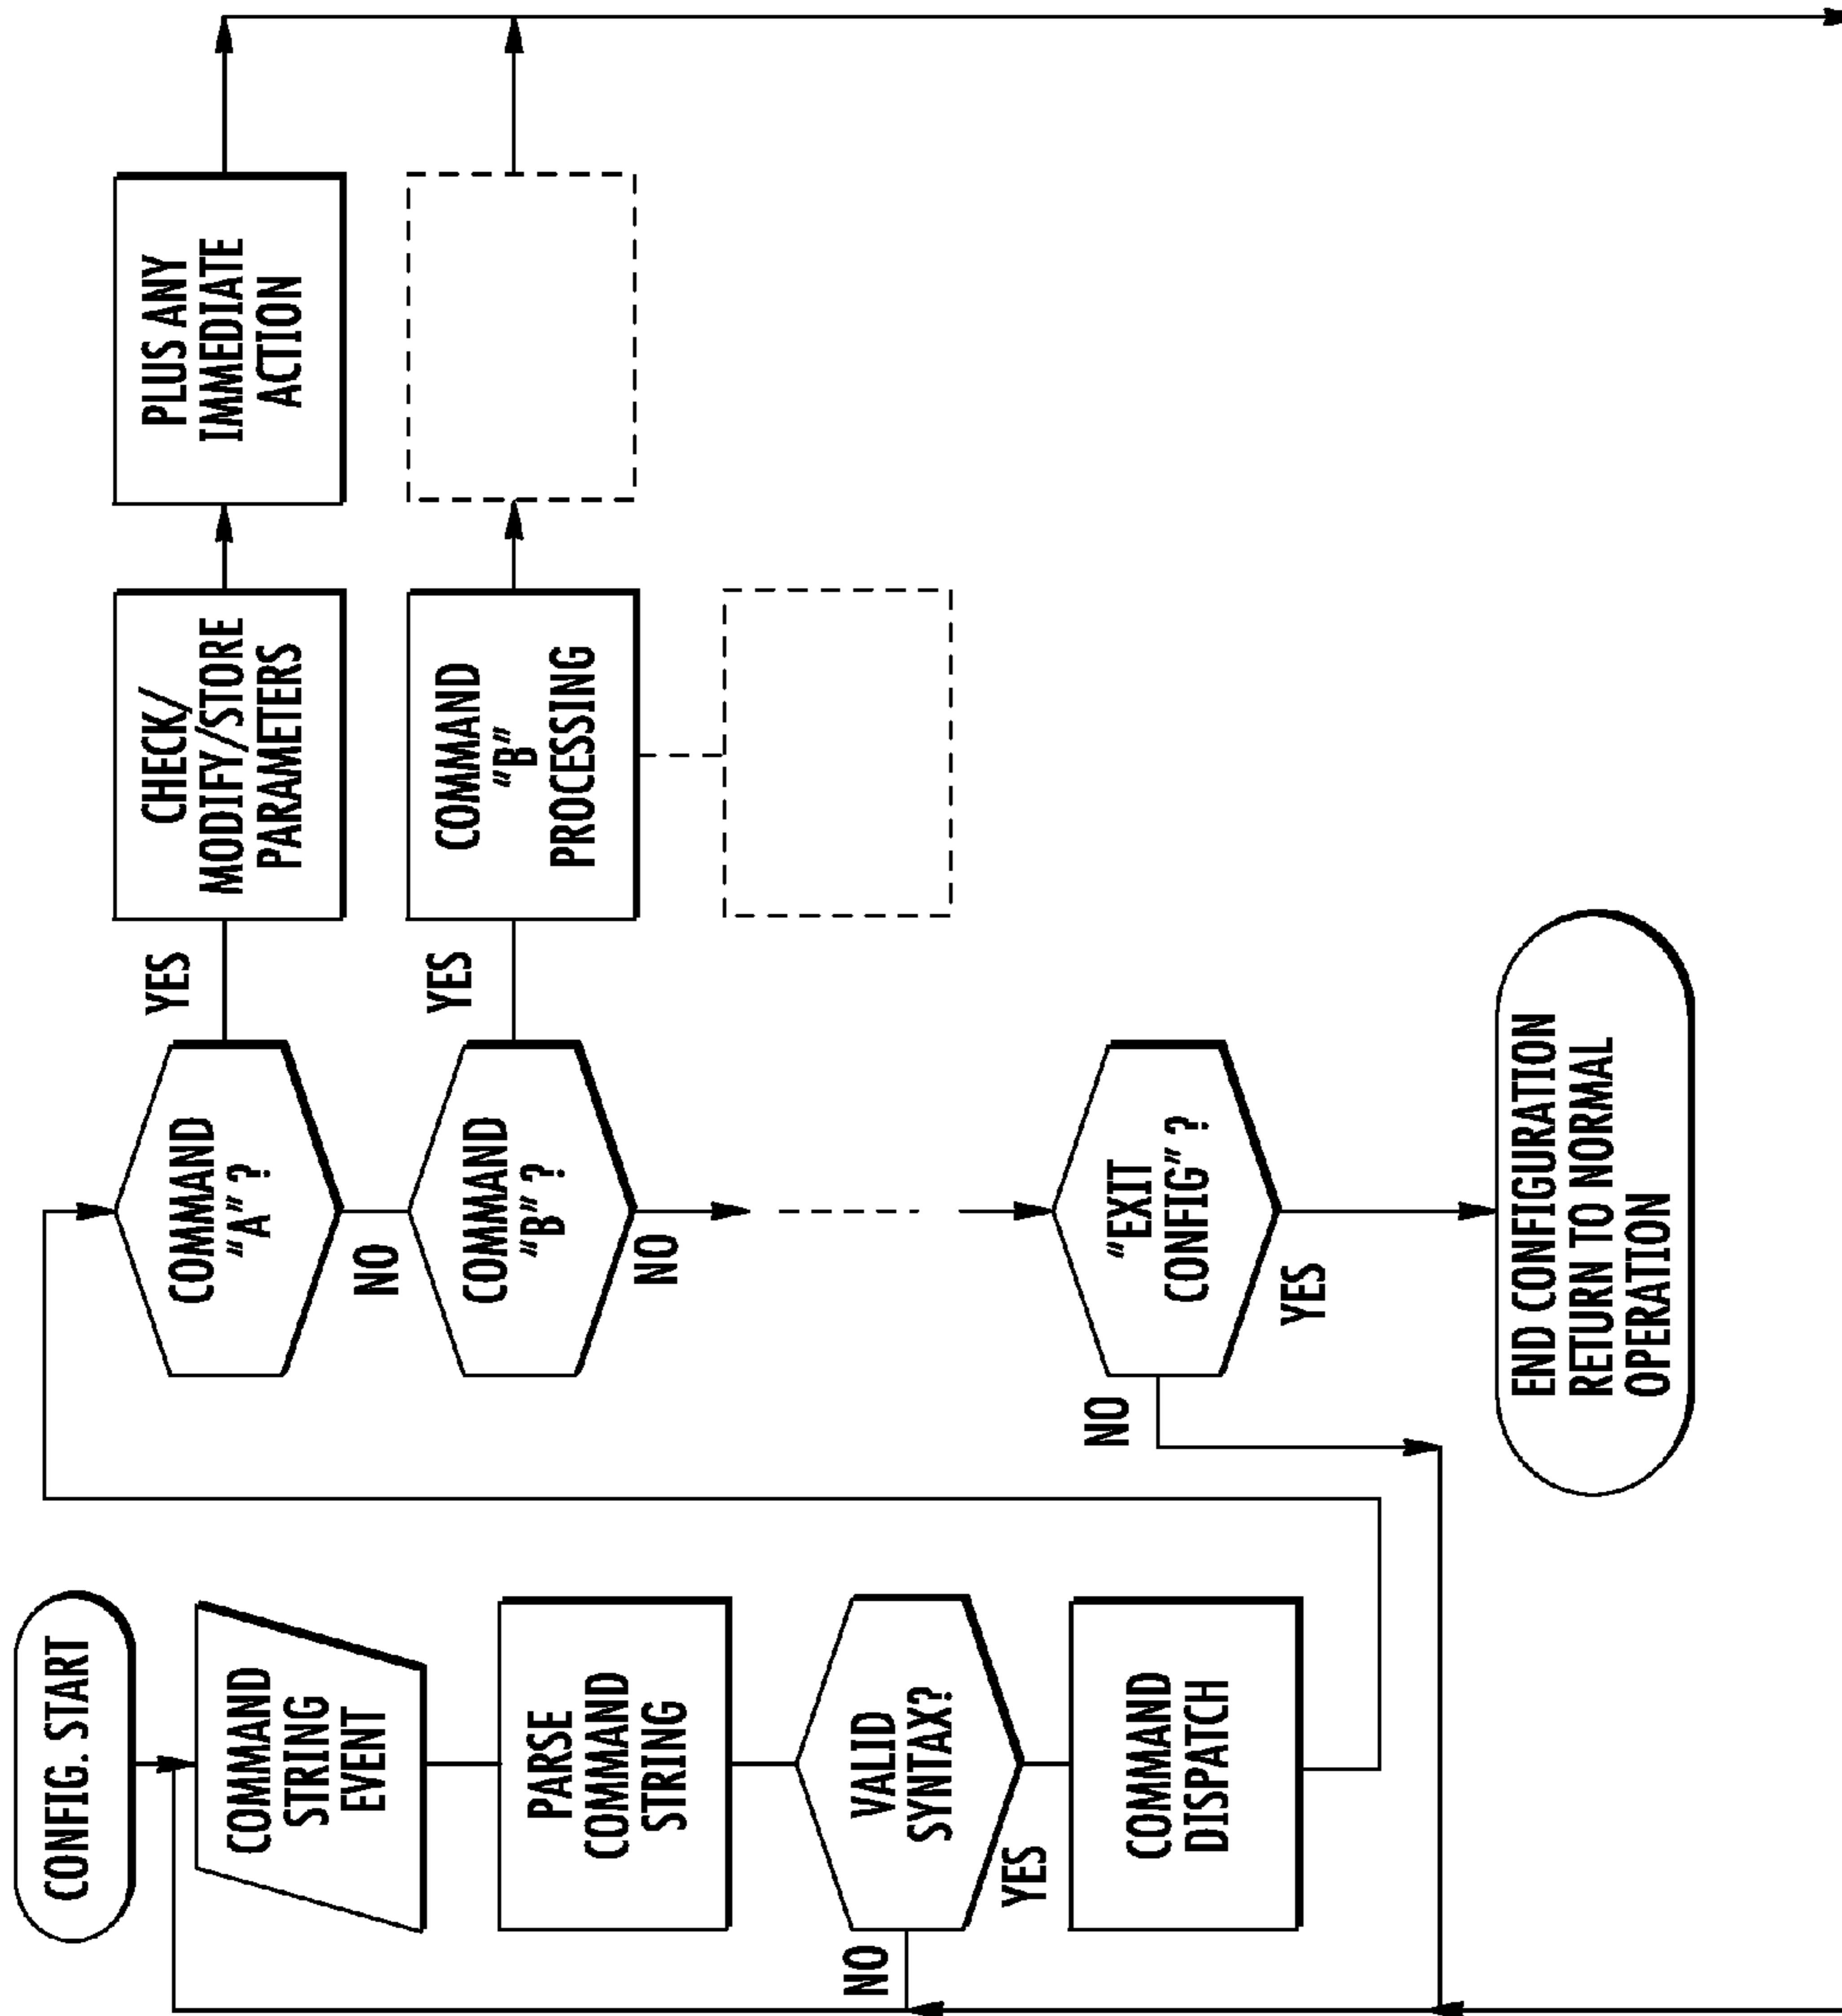 CONFIG. START
COMMAND
STRING
EVENT
PARSE
COMMAND
STRING
VALID
SYNTAX?
NO
YES
COMMAND
DISPATCH
COMMAND
"A"?
YES
NO
CHECK/
MODIFY/STORE
PARAMETERS
PLUS ANY
IMMEDIATE
ACTION
COMMAND
"B"?
YES
NO
COMMAND
"B"
PROCESSING
"EXIT
CONFIG"?
NO
YES
END CONFIGURATION
RETURN TO NORMAL
OPERATION